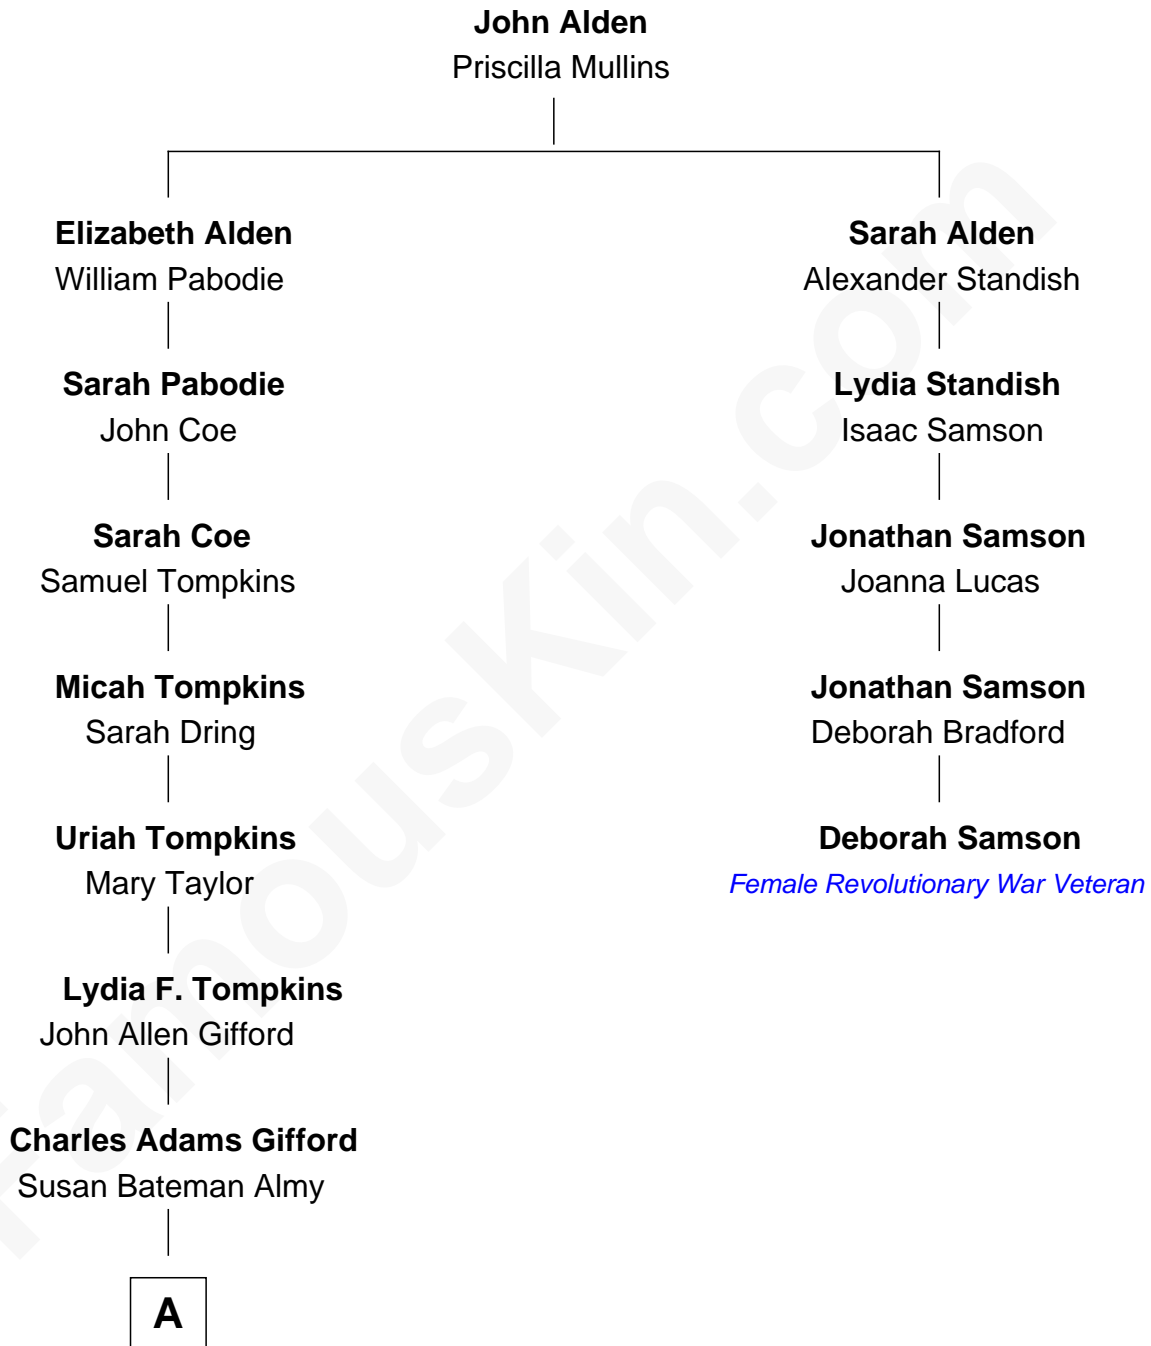 John Alden
Priscilla Mullins
Elizabeth Alden
William Pabodie
Sarah Alden
Alexander Standish
Sarah Pabodie
John Coe
Lydia Standish
Isaac Samson
Sarah Coe
Samuel Tompkins
Jonathan Samson
Joanna Lucas
Micah Tompkins
Sarah Dring
Jonathan Samson
Deborah Bradford
Uriah Tompkins
Mary Taylor
Deborah Samson
Female Revolutionary War Veteran
Lydia F. Tompkins
John Allen Gifford
Charles Adams Gifford
Susan Bateman Almy
A
FamousKin.com